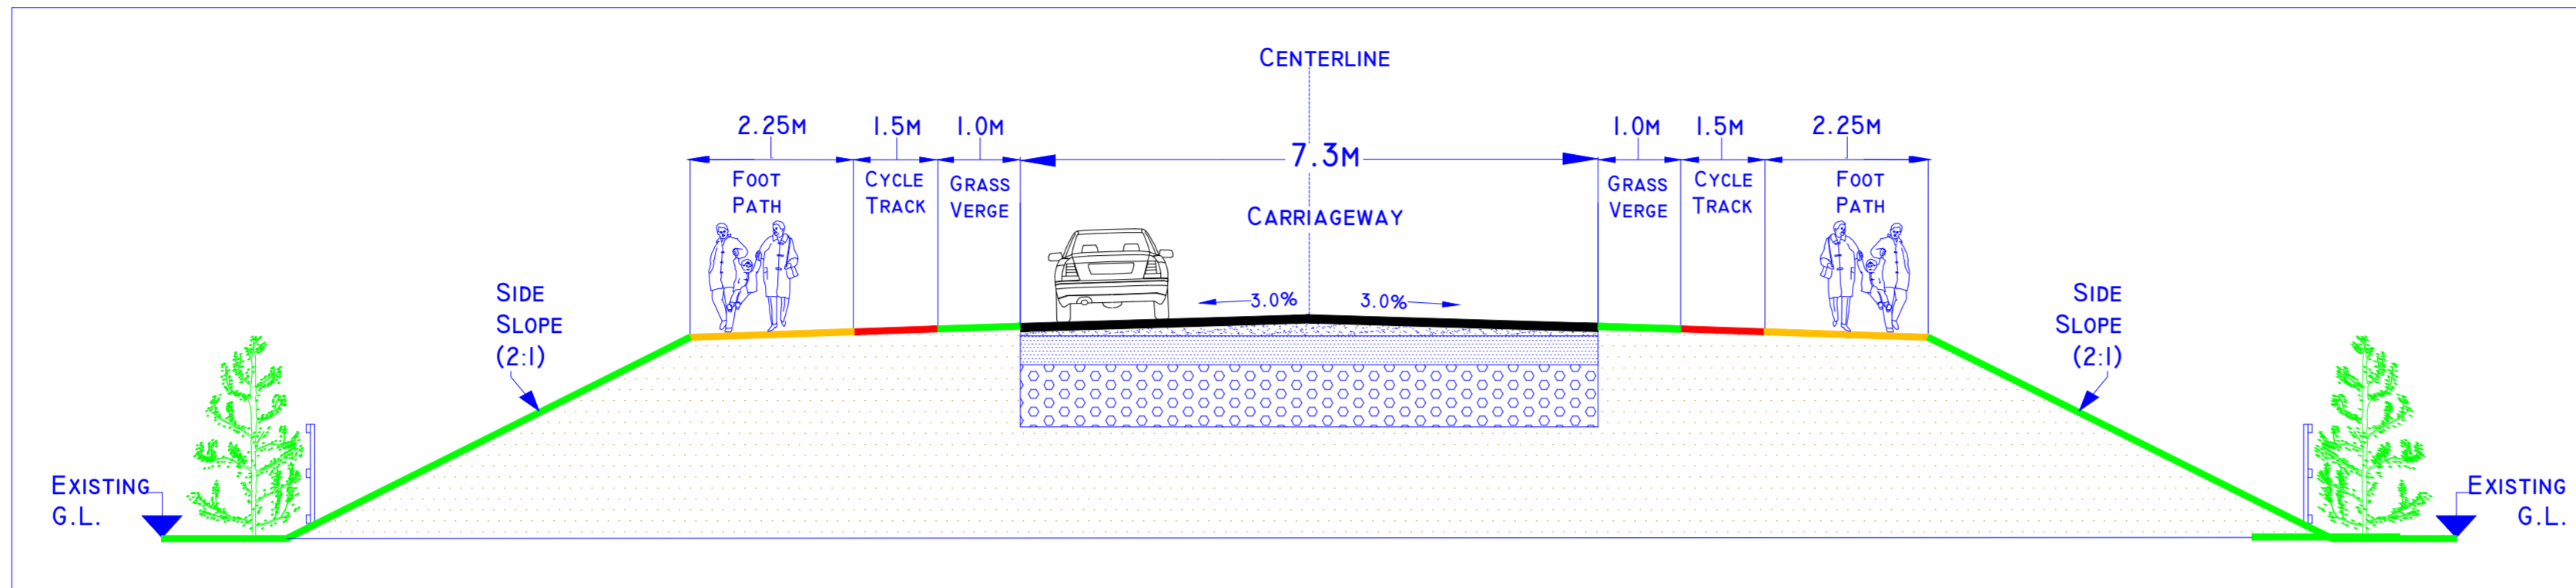 CENTERLINE
2.25M 1.5M 1.0M 7.3M 1.0M 1.5M 2.25M
FOOT
PATH
CYCLE
TRACK
GRASS
VERGE
CARRIAGEWAY
GRASS
VERGE
CYCLE
TRACK
FOOT
PATH
3.0% 3.0%
SIDE
SLOPE
(2:1)
SIDE
SLOPE
(2:1)
EXISTING
G.L.
EXISTING
G.L.